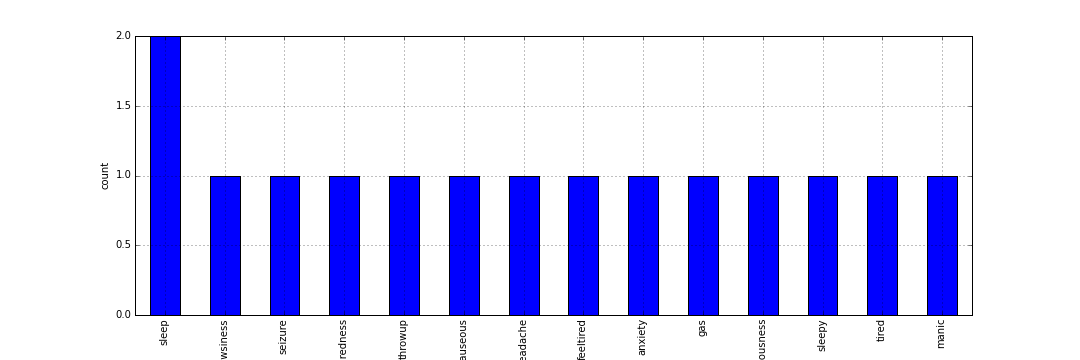 2.0
1.5
1.0
0.5
0.0
count
sleep
wsiness
seizure
redness
throwup
auseous
eadache
feeltired
anxiety
gas
ousness
sleepy
tired
manic